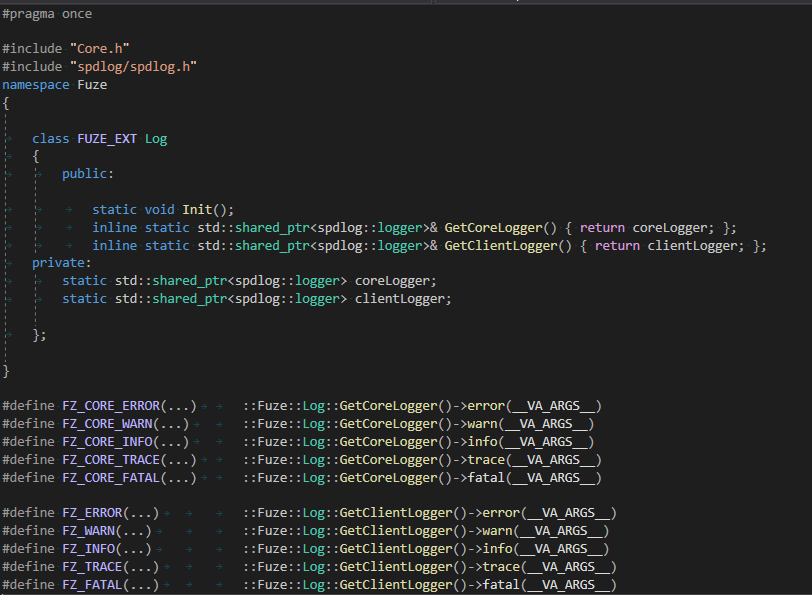 #pragma once
#include "Core.h"
#include "spdlog/spdlog.h"
namespace Fuze
{
class FUZE_EXT Log
{
public:
static void Init();
inline static std::shared_ptr<spdlog::logger>& GetCoreLogger() { return coreLogger; };
inline static std::shared_ptr<spdlog::logger>& GetClientLogger() { return clientLogger; };
private:
static std::shared_ptr<spdlog::logger> coreLogger;
static std::shared_ptr<spdlog::logger> clientLogger;
};
}
#define FZ_CORE_ERROR(...) ::Fuze::Log::GetCoreLogger()->error(__VA_ARGS__)
#define FZ_CORE_WARN(...) ::Fuze::Log::GetCoreLogger()->warn(__VA_ARGS__)
#define FZ_CORE_INFO(...) ::Fuze::Log::GetCoreLogger()->info(__VA_ARGS__)
#define FZ_CORE_TRACE(...) ::Fuze::Log::GetCoreLogger()->trace(__VA_ARGS__)
#define FZ_CORE_FATAL(...) ::Fuze::Log::GetCoreLogger()->fatal(__VA_ARGS__)
#define FZ_ERROR(...) ::Fuze::Log::GetClientLogger()->error(__VA_ARGS__)
#define FZ_WARN(...) ::Fuze::Log::GetClientLogger()->warn(__VA_ARGS__)
#define FZ_INFO(...) ::Fuze::Log::GetClientLogger()->info(__VA_ARGS__)
#define FZ_TRACE(...) ::Fuze::Log::GetClientLogger()->trace(__VA_ARGS__)
#define FZ_FATAL(...) ::Fuze::Log::GetClientLogger()->fatal(__VA_ARGS__)